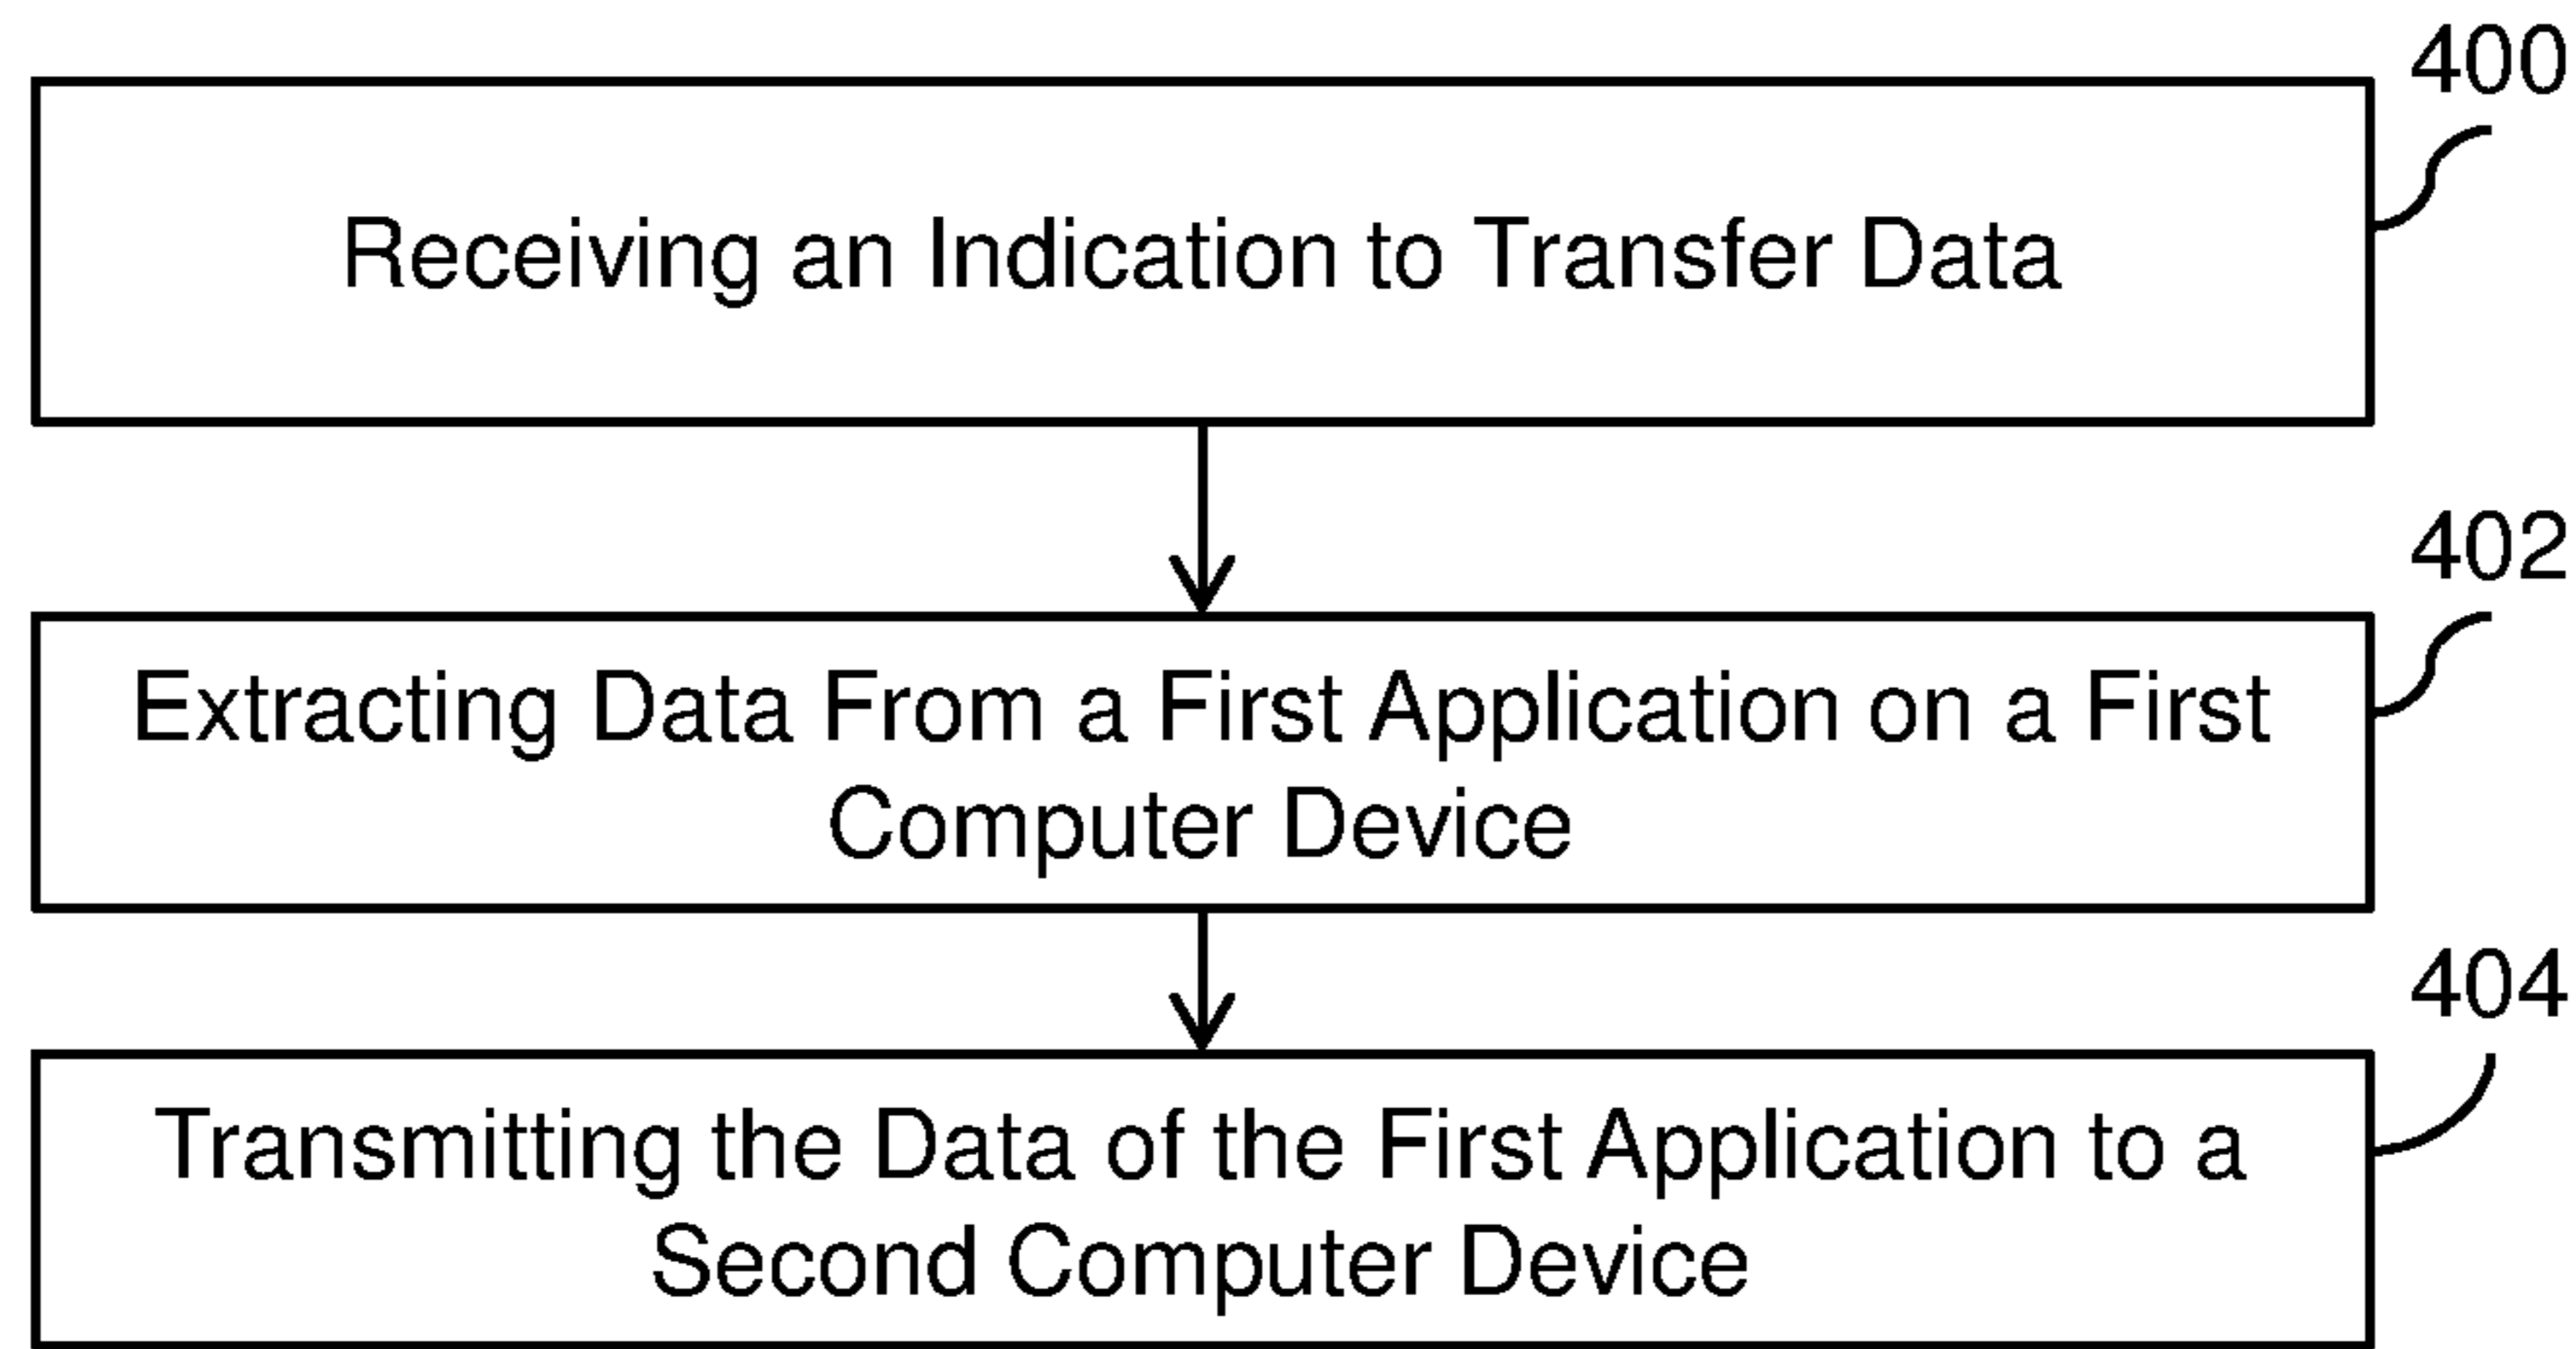 400
Receiving an Indication to Transfer Data
402
Extracting Data From a First Application on a First
Computer Device
404
Transmitting the Data of the First Application to a
Second Computer Device